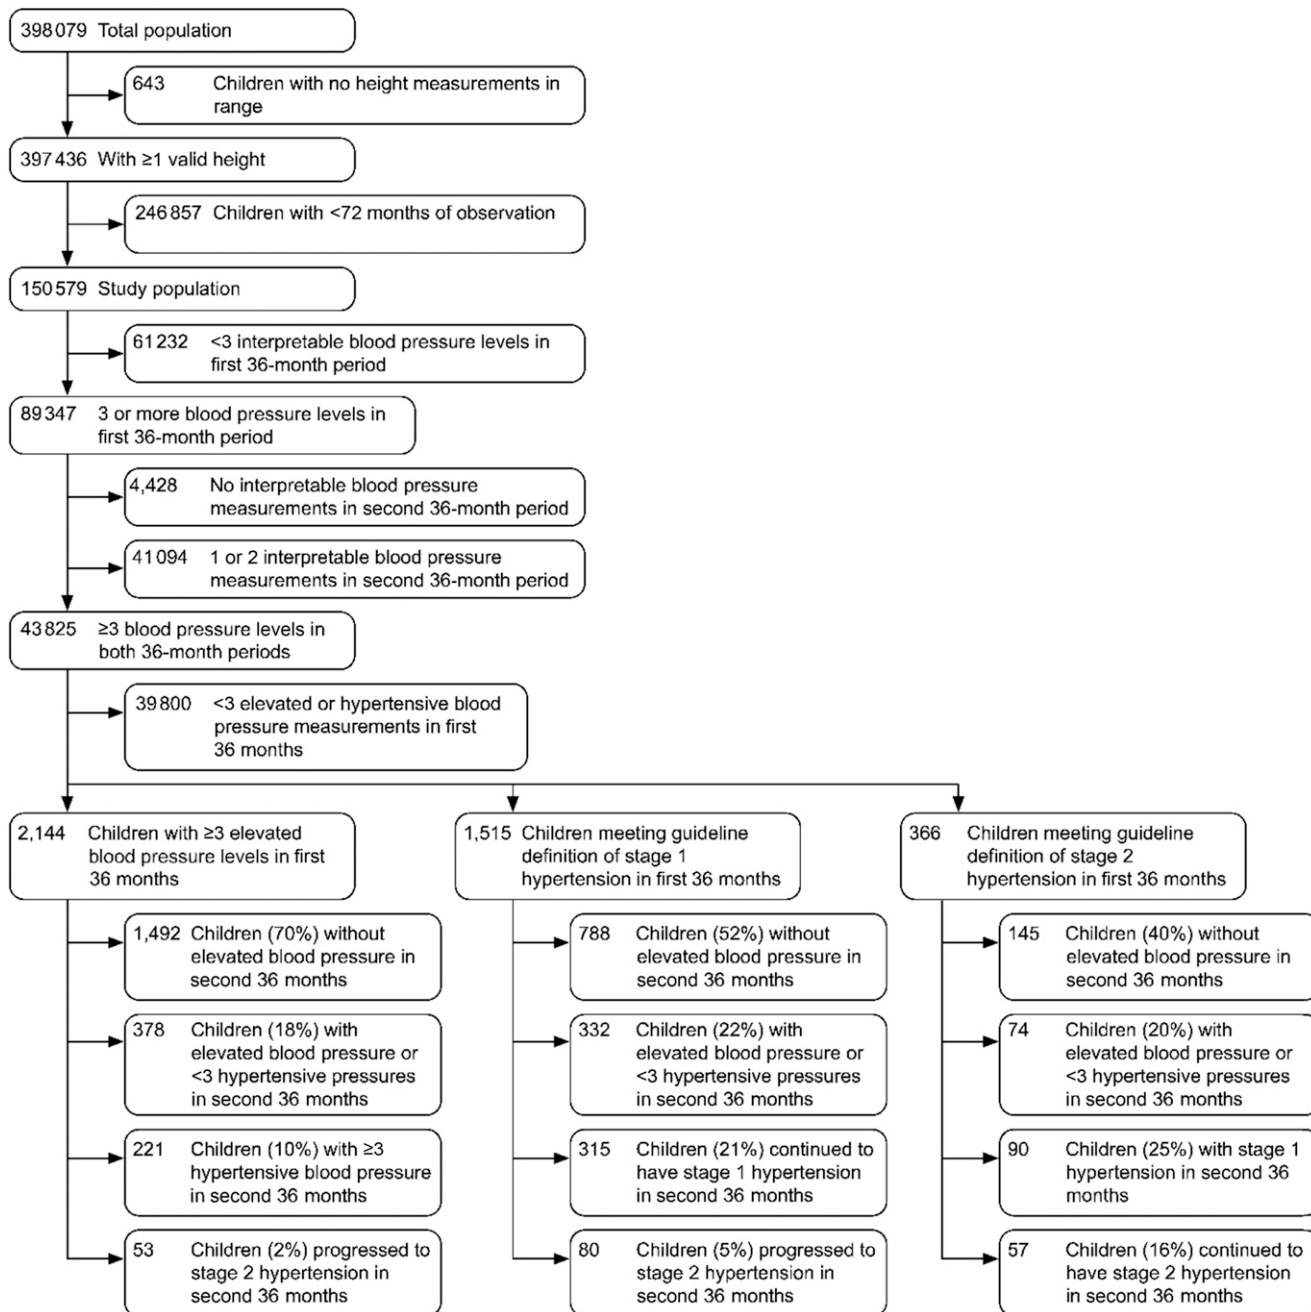 398 079 Total population
643 Children with no height measurements in
range
397 436 With ≥1 valid height
246 857 Children with <72 months of observation
150 579 Study population
61 232 <3 interpretable blood pressure levels in
first 36-month period
89 347 3 or more blood pressure levels in
first 36-month period
4,428 No interpretable blood pressure
measurements in second 36-month period
41 094 1 or 2 interpretable blood pressure
measurements in second 36-month period
43 825 ≥3 blood pressure levels in
both 36-month periods
39 800 <3 elevated or hypertensive blood
pressure measurements in first
36 months
2,144 Children with ≥3 elevated
blood pressure levels in first
36 months
1,492 Children (70%) without
elevated blood pressure in
second 36 months
378 Children (18%) with
elevated blood pressure or
<3 hypertensive pressures
in second 36 months
221 Children (10%) with ≥3
hypertensive blood pressure
in second 36 months
53 Children (2%) progressed to
stage 2 hypertension in
second 36 months
1,515 Children meeting guideline
definition of stage 1
hypertension in first 36 months
788 Children (52%) without
elevated blood pressure in
second 36 months
332 Children (22%) with
elevated blood pressure or
<3 hypertensive pressures
in second 36 months
315 Children (21%) continued to
have stage 1 hypertension
in second 36 months
80 Children (5%) progressed to
stage 2 hypertension in
second 36 months
366 Children meeting guideline
definition of stage 2
hypertension in first 36 months
145 Children (40%) without
elevated blood pressure in
second 36 months
74 Children (20%) with
elevated blood pressure or
<3 hypertensive pressures
in second 36 months
90 Children (25%) with stage 1
hypertension in second 36
months
57 Children (16%) continued to
have stage 2 hypertension
in second 36 months